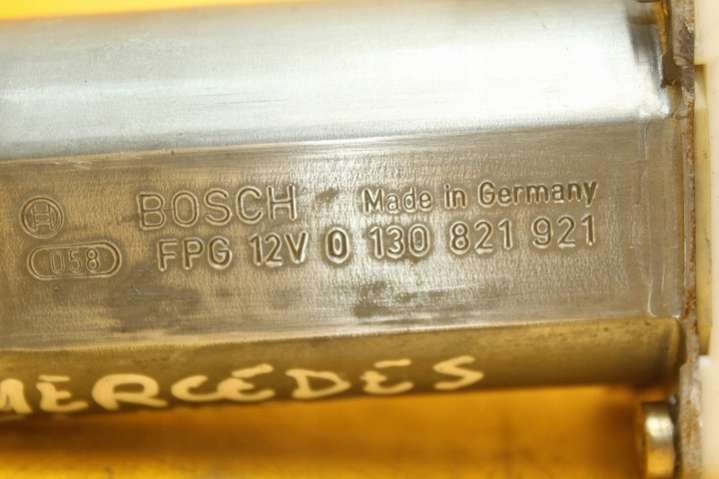 BOSCH Made in Germany
058 FPG 12V 0 130 821 921
MERCEDES